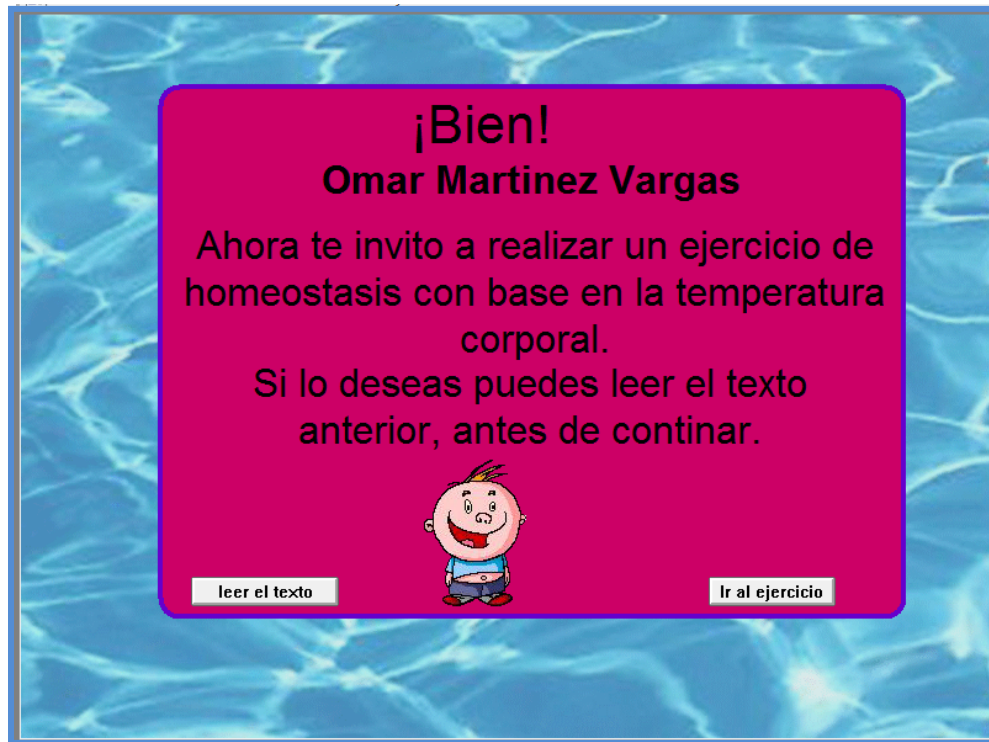 ¡Bien!
Omar Martinez Vargas
Ahora te invito a realizar un ejercicio de
homeostasis con base en la temperatura
corporal.
Si lo deseas puedes leer el texto
anterior, antes de continar.
leer el texto
Ir al ejercicio